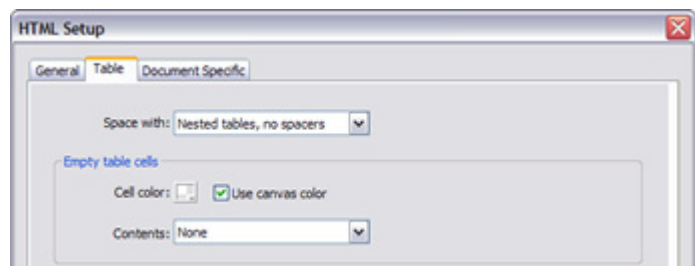 HTML Setup
General Table Document Specific
Space with: Nested tables, no spacers
Empty table cells
Cell color: Use canvas color
Contents: None